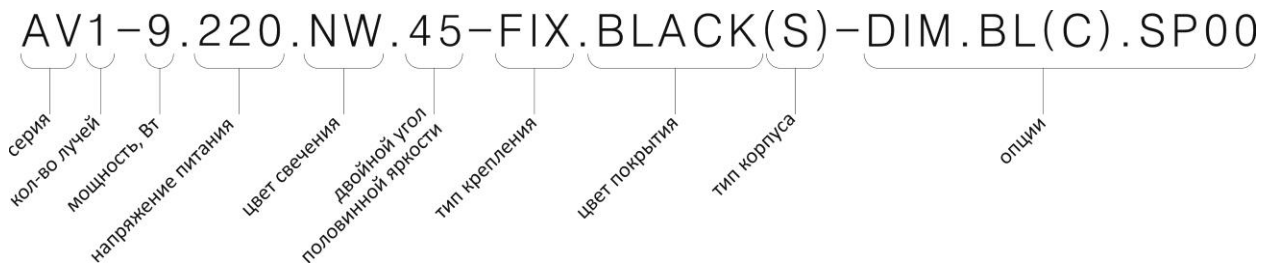 AV1-9.220.NW.45-FIX.BLACK(S)-DIM.BL(C).SP00
серия
кол-во лучей
мощность, Вт
напряжение питания
цвет свечения
двойной угол
половинной яркости
тип крепления
цвет покрытия
тип корпуса
опции